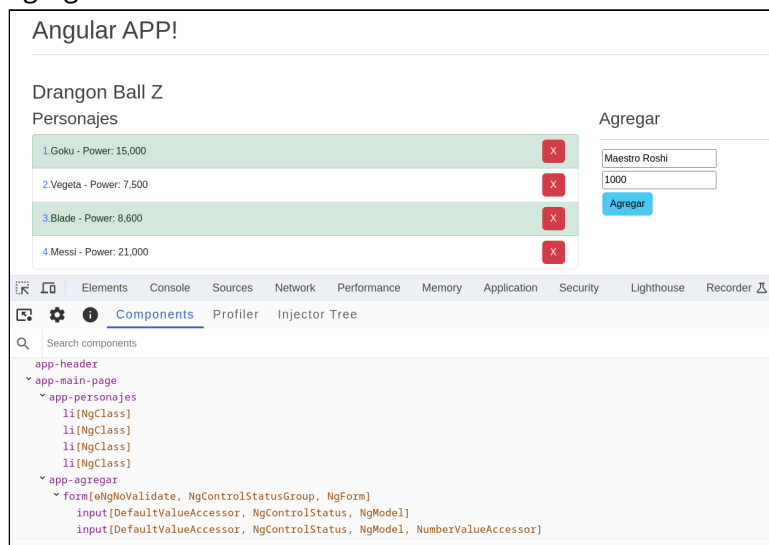 Angular APP!
Drangon Ball Z
Personajes
Agregar
1.Goku - Power: 15,000
X
2.Vegeta - Power: 7,500
X
3.Blade - Power: 8,600
X
4.Messi - Power: 21,000
X
Maestro Roshi
1000
Agregar
Elements Console Sources Network Performance Memory Application Security Lighthouse Recorder
Components Profiler Injector Tree
Search components
app-header
app-main-page
app-personajes
li[NgClass]
li[NgClass]
li[NgClass]
li[NgClass]
app-agregar
form[ɵNgNoValidate, NgControlStatusGroup, NgForm]
input[DefaultValueAccessor, NgControlStatus, NgModel]
input[DefaultValueAccessor, NgControlStatus, NgModel, NumberValueAccessor]